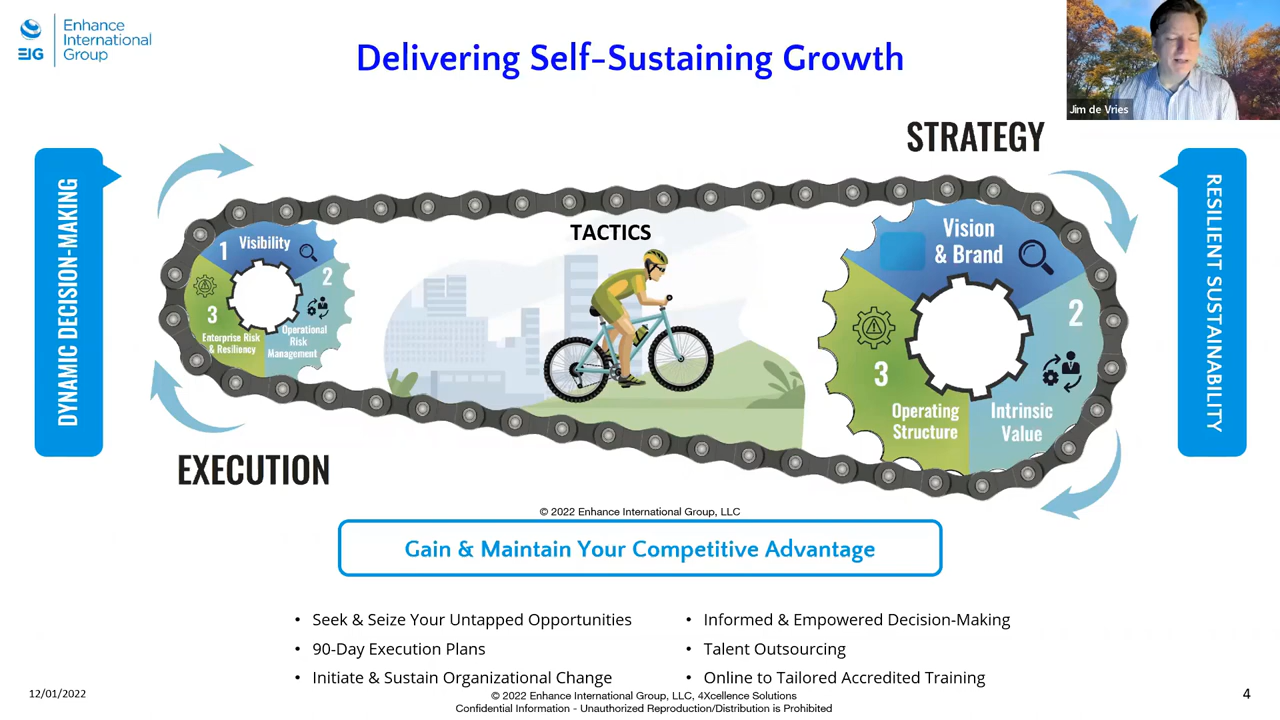 Enhance
International
Group
EIG
Delivering Self-Sustaining Growth
Jim de Vries
STRATEGY
DYNAMIC DECISION-MAKING
RESILIENT SUSTAINABILITY
TACTICS
1 Visibility
2
3
Enterprise Risk
& Resiliency
Operational
Risk
Management
Vision
& Brand
2
3
Operating
Structure
Intrinsic
Value
EXECUTION
© 2022 Enhance International Group, LLC
Gain & Maintain Your Competitive Advantage
• Seek & Seize Your Untapped Opportunities
• 90-Day Execution Plans
• Initiate & Sustain Organizational Change
• Informed & Empowered Decision-Making
• Talent Outsourcing
• Online to Tailored Accredited Training
12/01/2022
© 2022 Enhance International Group, LLC, 4Xcellence Solutions
Confidential Information - Unauthorized Reproduction/Distribution is Prohibited
4